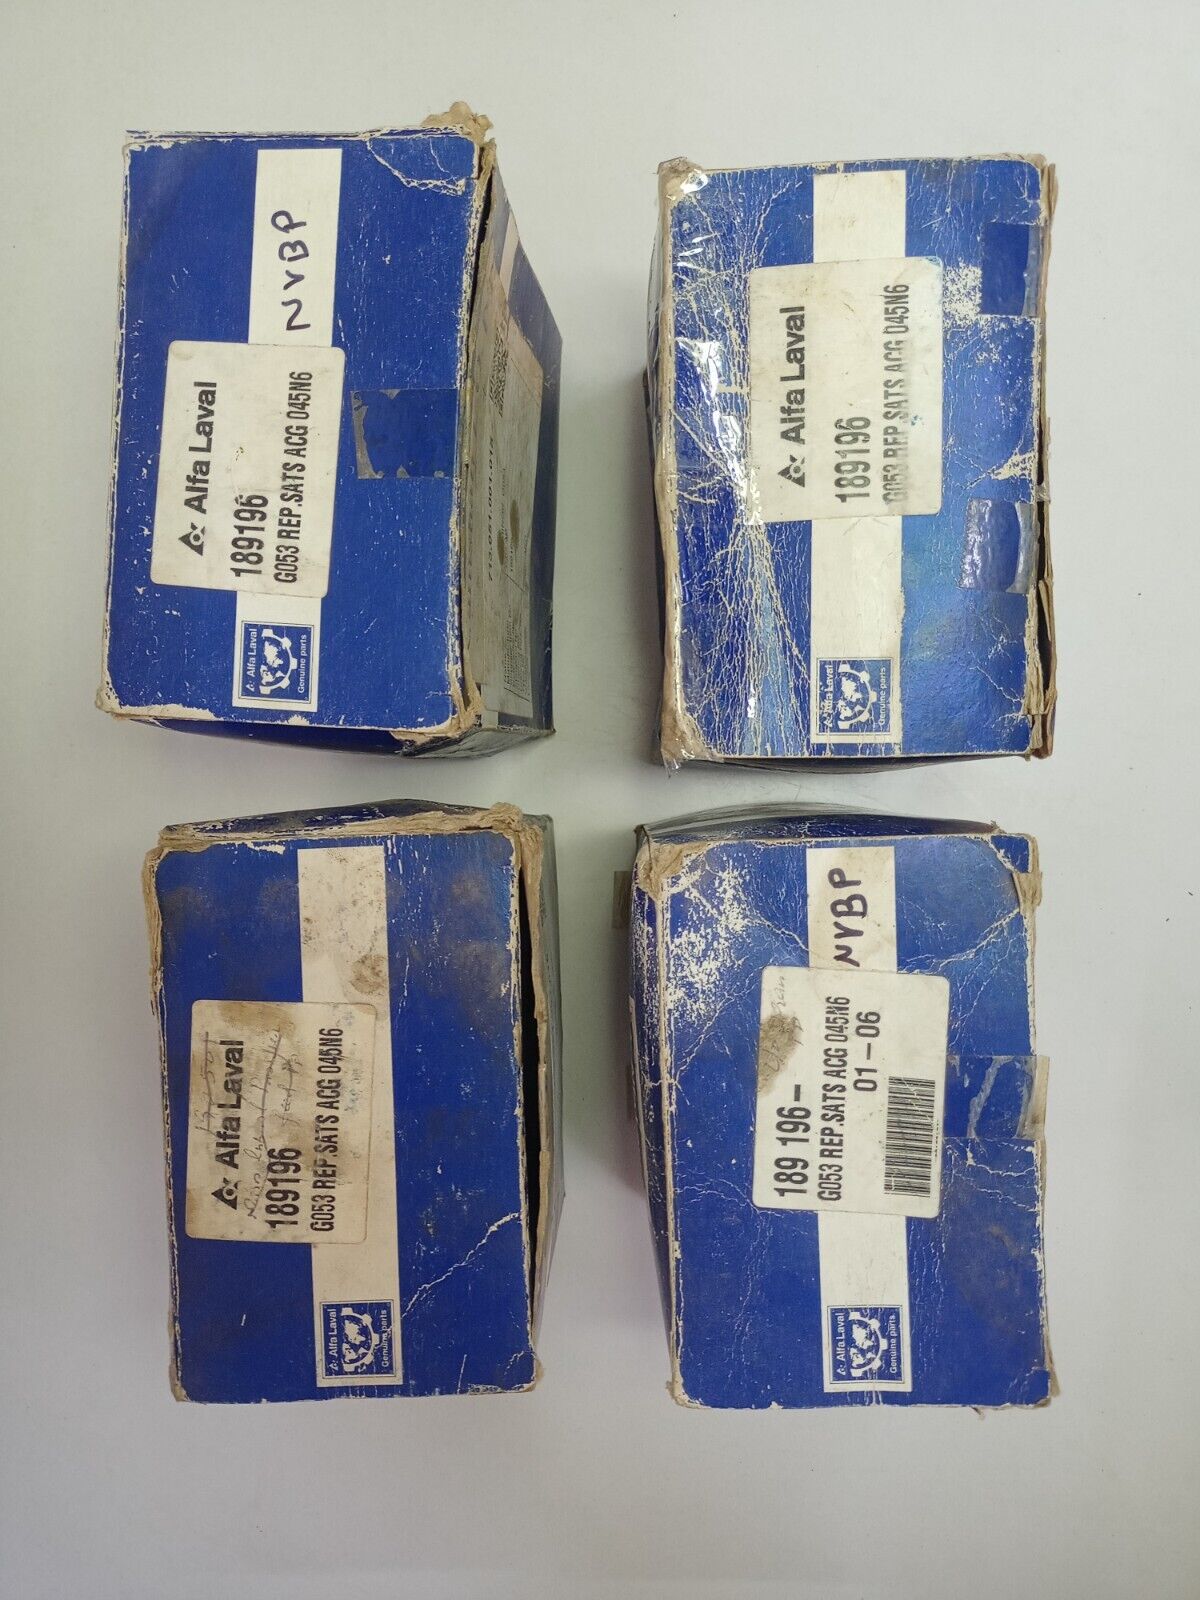 NVBP
Alfa Laval
189196
G053 REP.SATS ACG 045N6
Alfa Laval
Genuine parts
Alfa Laval
189196
G053 REP.SATS ACG 045N6
Alfa Laval
Genuine parts
Alfa Laval
189196
G053 REP.SATS ACG 045N6
Alfa Laval
Genuine parts
NVBP
189 196-
G053 REP.SATS ACG 045N6
01-06
Alfa Laval
Genuine parts